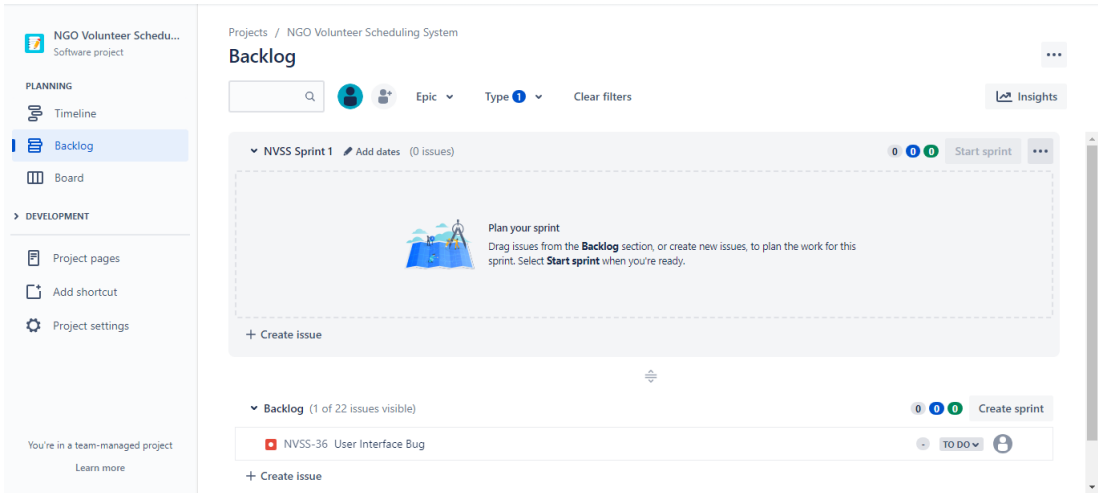 NGO Volunteer Schedu...
Software project
PLANNING
Timeline
Backlog
Board
DEVELOPMENT
Project pages
Add shortcut
Project settings
You're in a team-managed project
Learn more
Projects / NGO Volunteer Scheduling System
Backlog
Epic
Type 1
Clear filters
Insights
NVSS Sprint 1 Add dates (0 issues)
0 0 0 Start sprint
Plan your sprint
Drag issues from the Backlog section, or create new issues, to plan the work for this
sprint. Select Start sprint when you're ready.
+ Create issue
Backlog (1 of 22 issues visible)
0 0 0 Create sprint
NVSS-36 User Interface Bug
- TO DO
+ Create issue